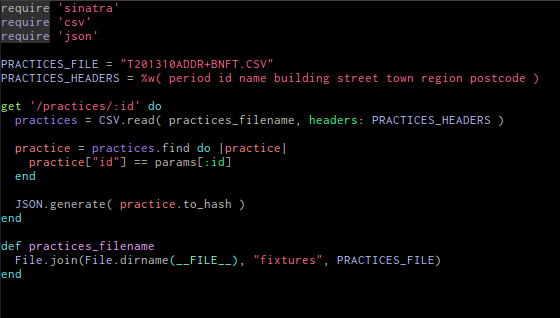 require 'sinatra'
require 'csv'
require 'json'

PRACTICES_FILE = "T201310ADDR+BNFT.CSV"
PRACTICES_HEADERS = %w( period id name building street town region postcode )

get '/practices/:id' do
  practices = CSV.read( practices_filename, headers: PRACTICES_HEADERS )

  practice = practices.find do |practice|
    practice["id"] == params[:id]
  end

  JSON.generate( practice.to_hash )
end

def practices_filename
  File.join(File.dirname(__FILE__), "fixtures", PRACTICES_FILE)
end